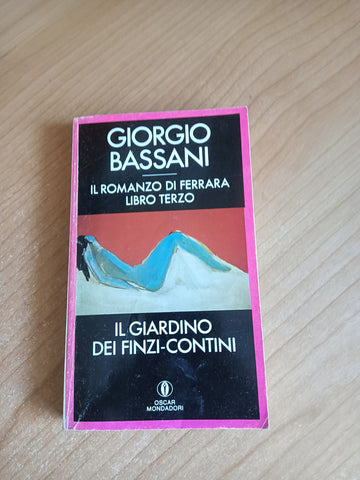 GIORGIO
BASSANI
IL ROMANZO DI FERRARA
LIBRO TERZO
IL GIARDINO
DEI FINZI-CONTINI
OSCAR
MONDADORI